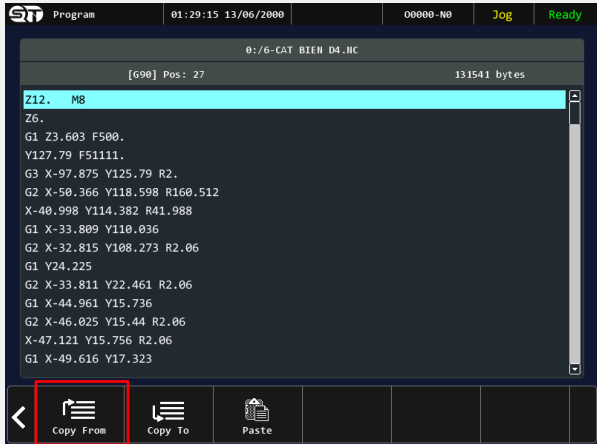 Program 01:29:15 13/06/2000 O0000-N0 Jog Ready
0:/6-CAT BIEN D4.NC
[G90] Pos: 27 131541 bytes
Z12. M8
Z6.
G1 Z3.603 F500.
Y127.79 F51111.
G3 X-97.875 Y125.79 R2.
G2 X-50.366 Y118.598 R160.512
X-40.998 Y114.382 R41.988
G1 X-33.809 Y110.036
G2 X-32.815 Y108.273 R2.06
G1 Y24.225
G2 X-33.811 Y22.461 R2.06
G1 X-44.961 Y15.736
G2 X-46.025 Y15.44 R2.06
X-47.121 Y15.756 R2.06
G1 X-49.616 Y17.323
Copy From Copy To Paste